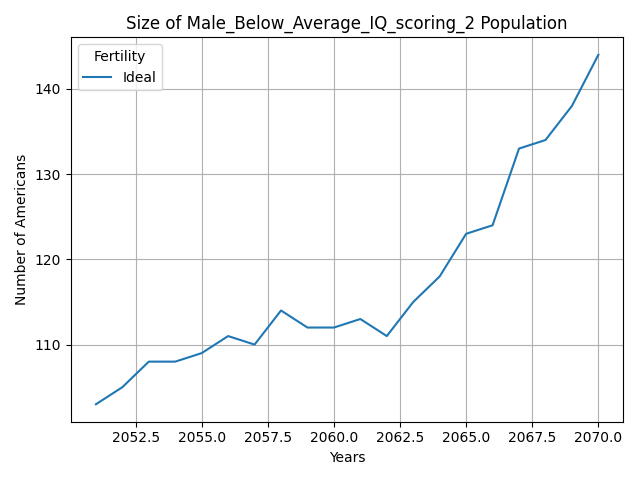 Size of Male_Below_Average_IQ_scoring_2 Population
Fertility
Ideal
140
130
120
110
Number of Americans
2052.5 2055.0 2057.5 2060.0 2062.5 2065.0 2067.5 2070.0
Years